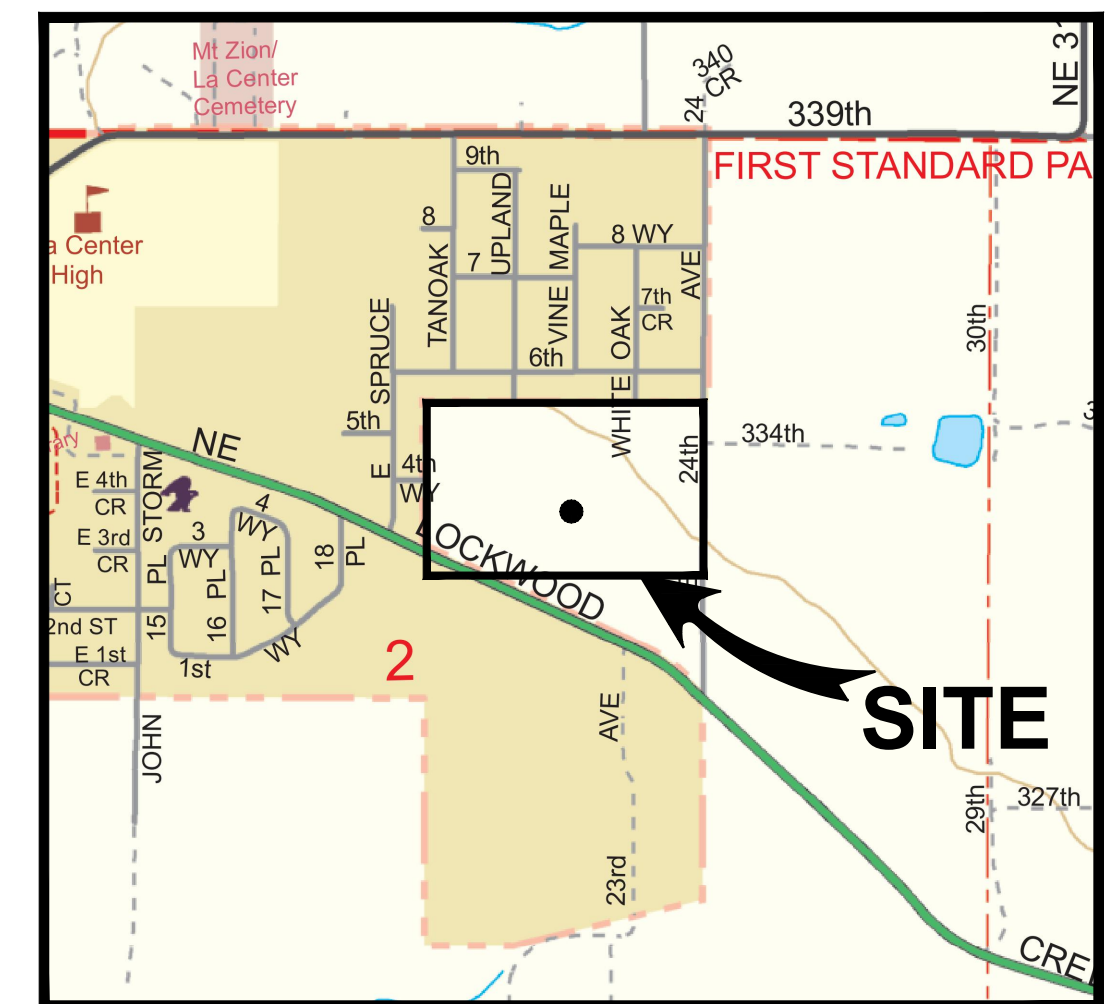 Mt Zion/
La Center
Cemetery
340
CR
24
339th
NE 31
FIRST STANDARD PA
a Center
High
9th
UPLAND
MAPLE
8
8 WY
7
TANOAK
AVE
7th
CR
VINE
OAK
SPRUCE
6th
30th
WHITE
5th
334th
24th
E
4th
WY
NE
LOCKWOOD
rary
E 4th
CR
STORM
4
WY
3
WY
E 3rd
CR
PL
PL
PL
18
PL
17
16
15
CT
2nd ST
E 1st
CR
1st
WY
2
SITE
AVE
JOHN
29th
327th
23rd
CREE